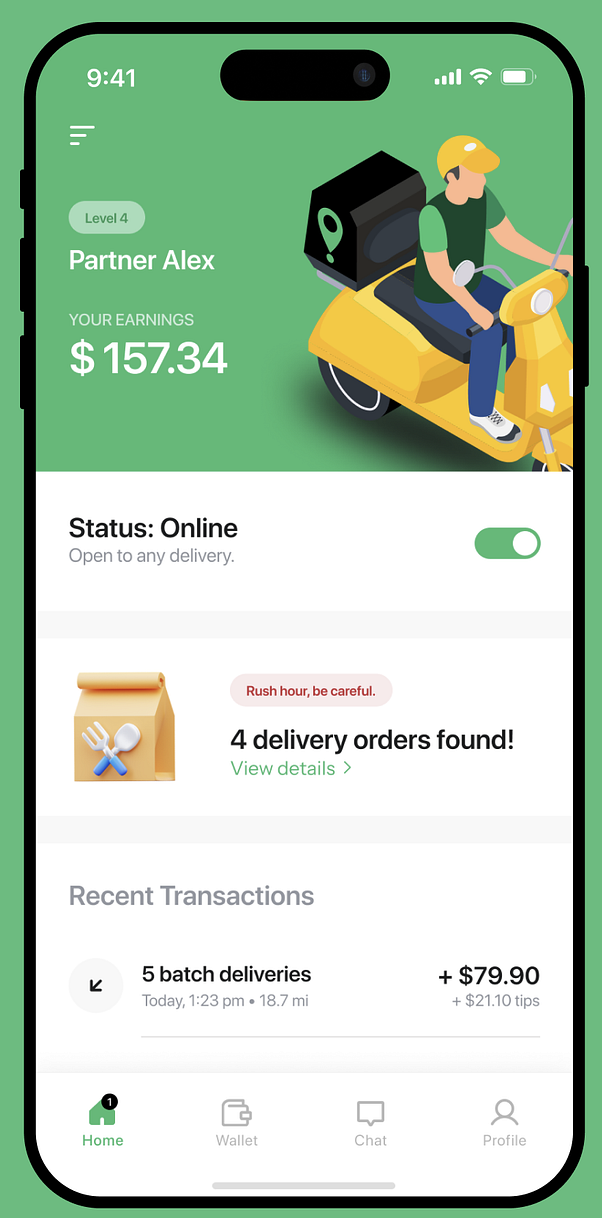 9:41
Level 4
Partner Alex
YOUR EARNINGS
$ 157.34
Status: Online
Open to any delivery.
Rush hour, be careful.
4 delivery orders found!
View details >
Recent Transactions
5 batch deliveries
+ $79.90
Today, 1:23 pm • 18.7 mi
+ $21.10 tips
1
Home
Wallet
Chat
Profile